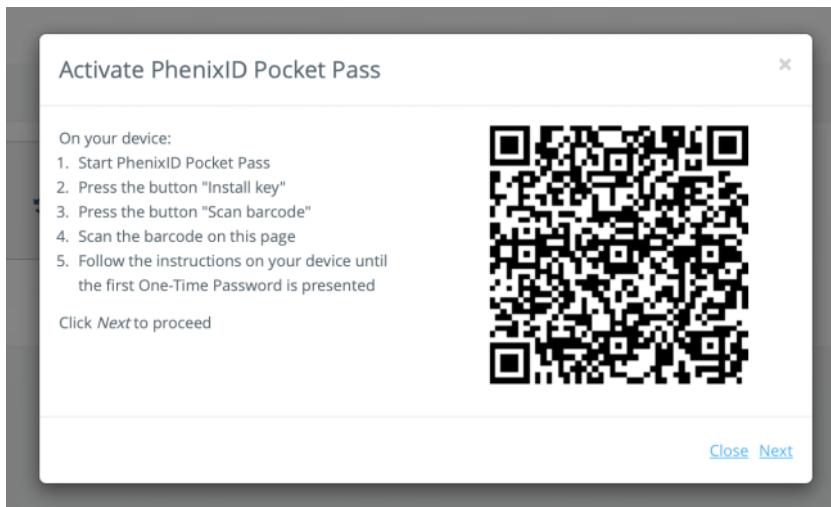 Activate PhenixID Pocket Pass
×
On your device:
1. Start PhenixID Pocket Pass
2. Press the button "Install key"
3. Press the button "Scan barcode"
4. Scan the barcode on this page
5. Follow the instructions on your device until
the first One-Time Password is presented
Click Next to proceed
Close Next